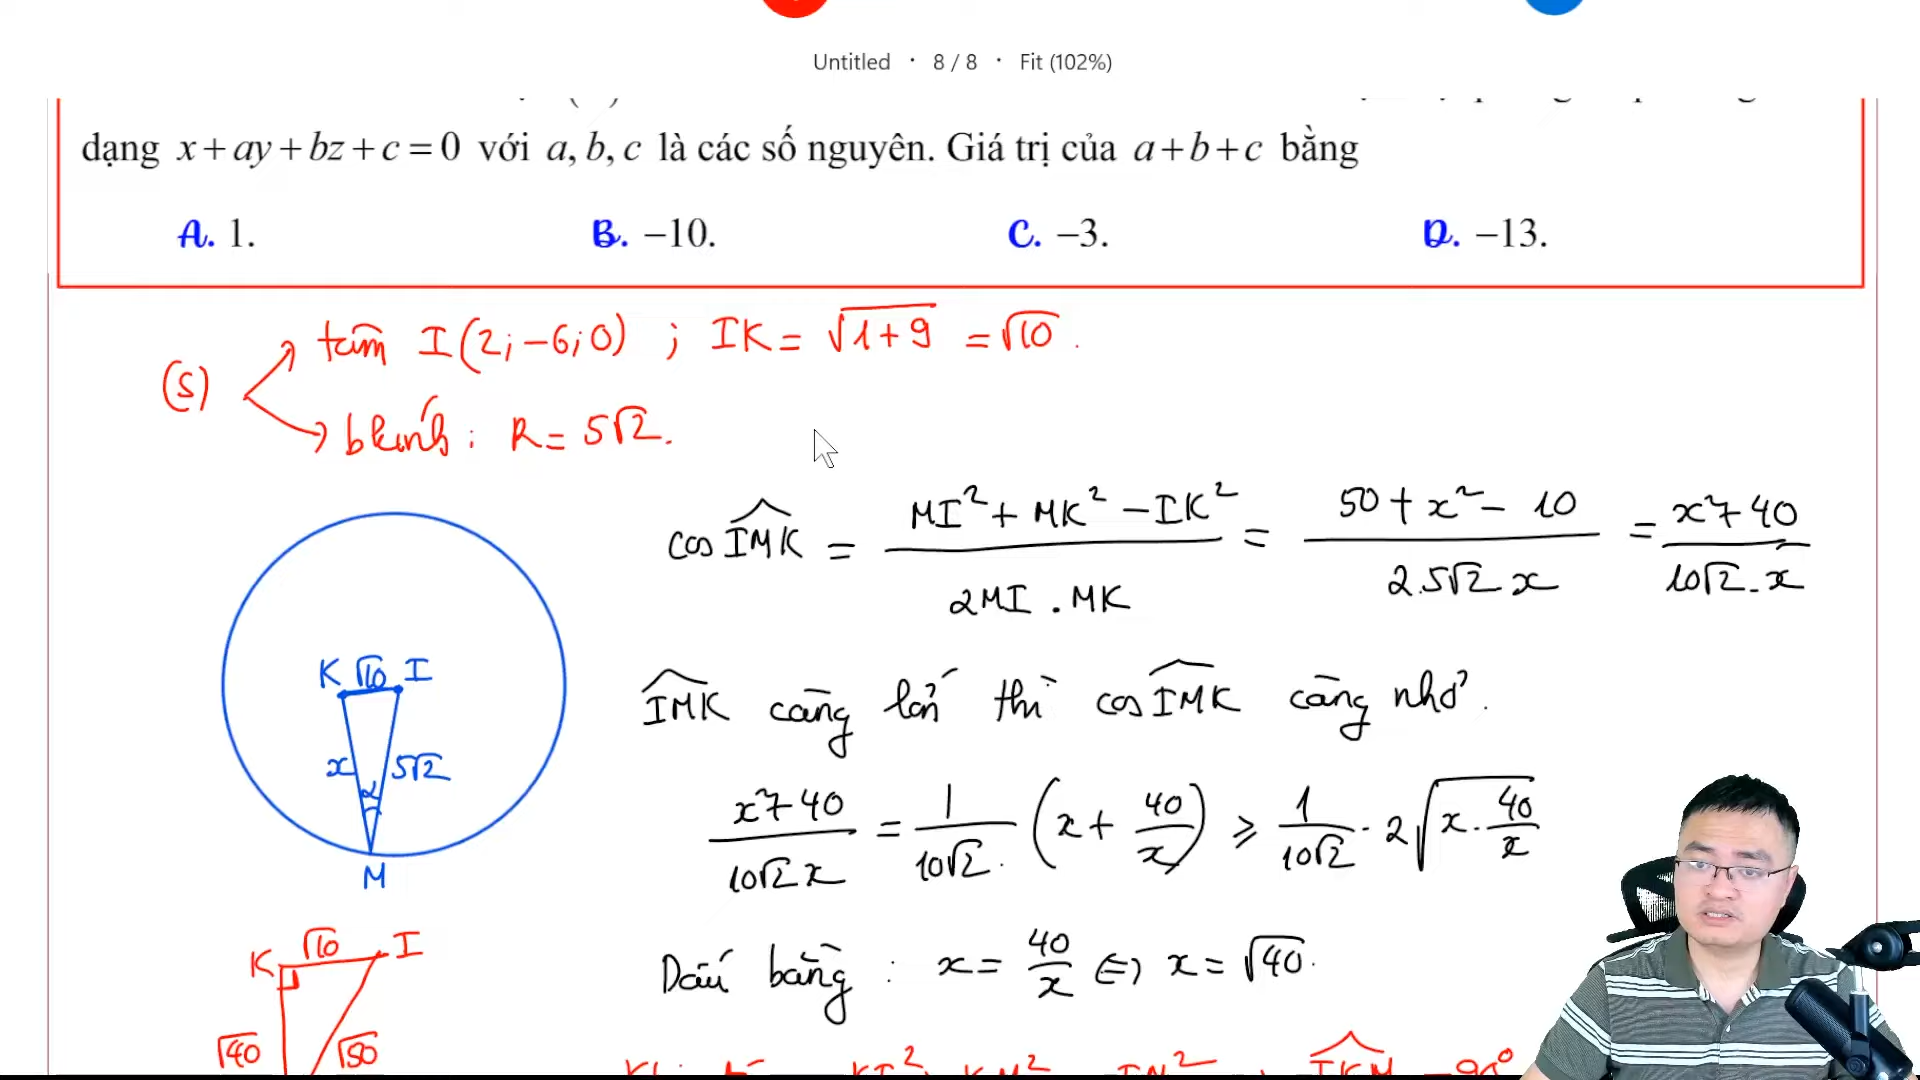 Untitled · 8 / 8 · Fit (102%)
dạng x + ay + bz + c = 0 với a, b, c là các số nguyên. Giá trị của a + b + c bằng
A. 1. B. −10. C. −3. D. −13.
(S)
tâm I(2; −6; 0) ; IK = √(1+9) = √10 .
bkính : R = 5√2.
cos IMK = (MI² + MK² − IK²) / (2MI . MK) = (50 + x² − 10) / (2.5√2 x) = (x² + 40) / (10√2 . x)
K √10 I
IMK càng lớn thì cos IMK càng nhỏ .
x 5√2
α
(x² + 40) / (10√2 x) = 1 / (10√2) . (x + 40/x) ⩾ 1 / (10√2) . 2√(x . 40/x)
M
K √10 I
Dấu bằng : x = 40/x ⇔ x = √40 .
√40 √50